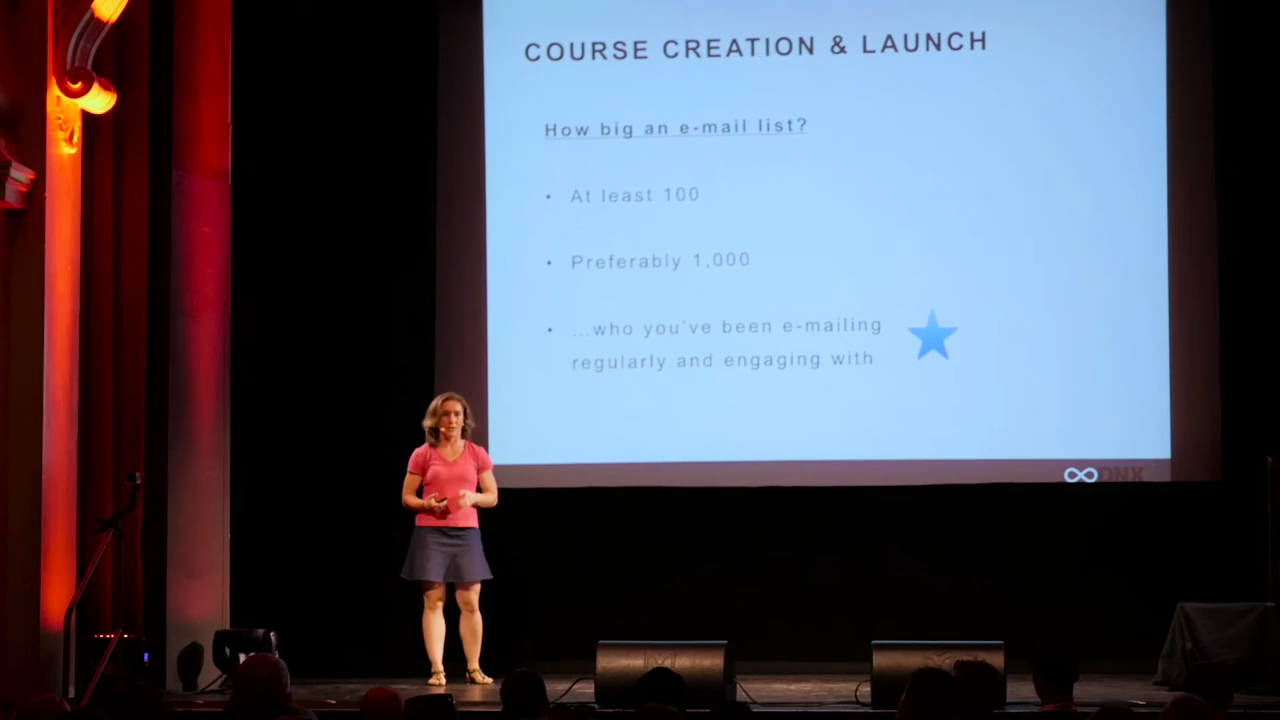 COURSE CREATION & LAUNCH
How big an e-mail list?
• At least 100
• Preferably 1,000
• ...who you've been e-mailing
regularly and engaging with
DNX